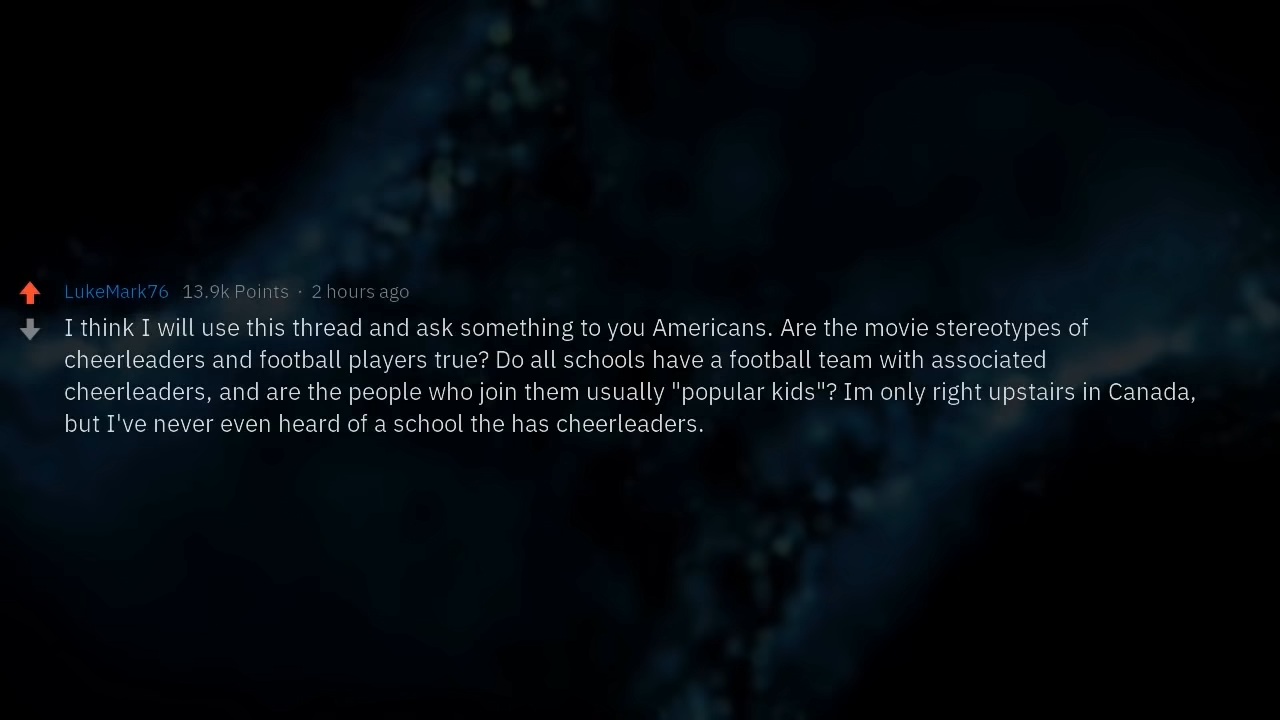 LukeMark76 13.9k Points · 2 hours ago
I think I will use this thread and ask something to you Americans. Are the movie stereotypes of
cheerleaders and football players true? Do all schools have a football team with associated
cheerleaders, and are the people who join them usually "popular kids"? Im only right upstairs in Canada,
but I've never even heard of a school the has cheerleaders.